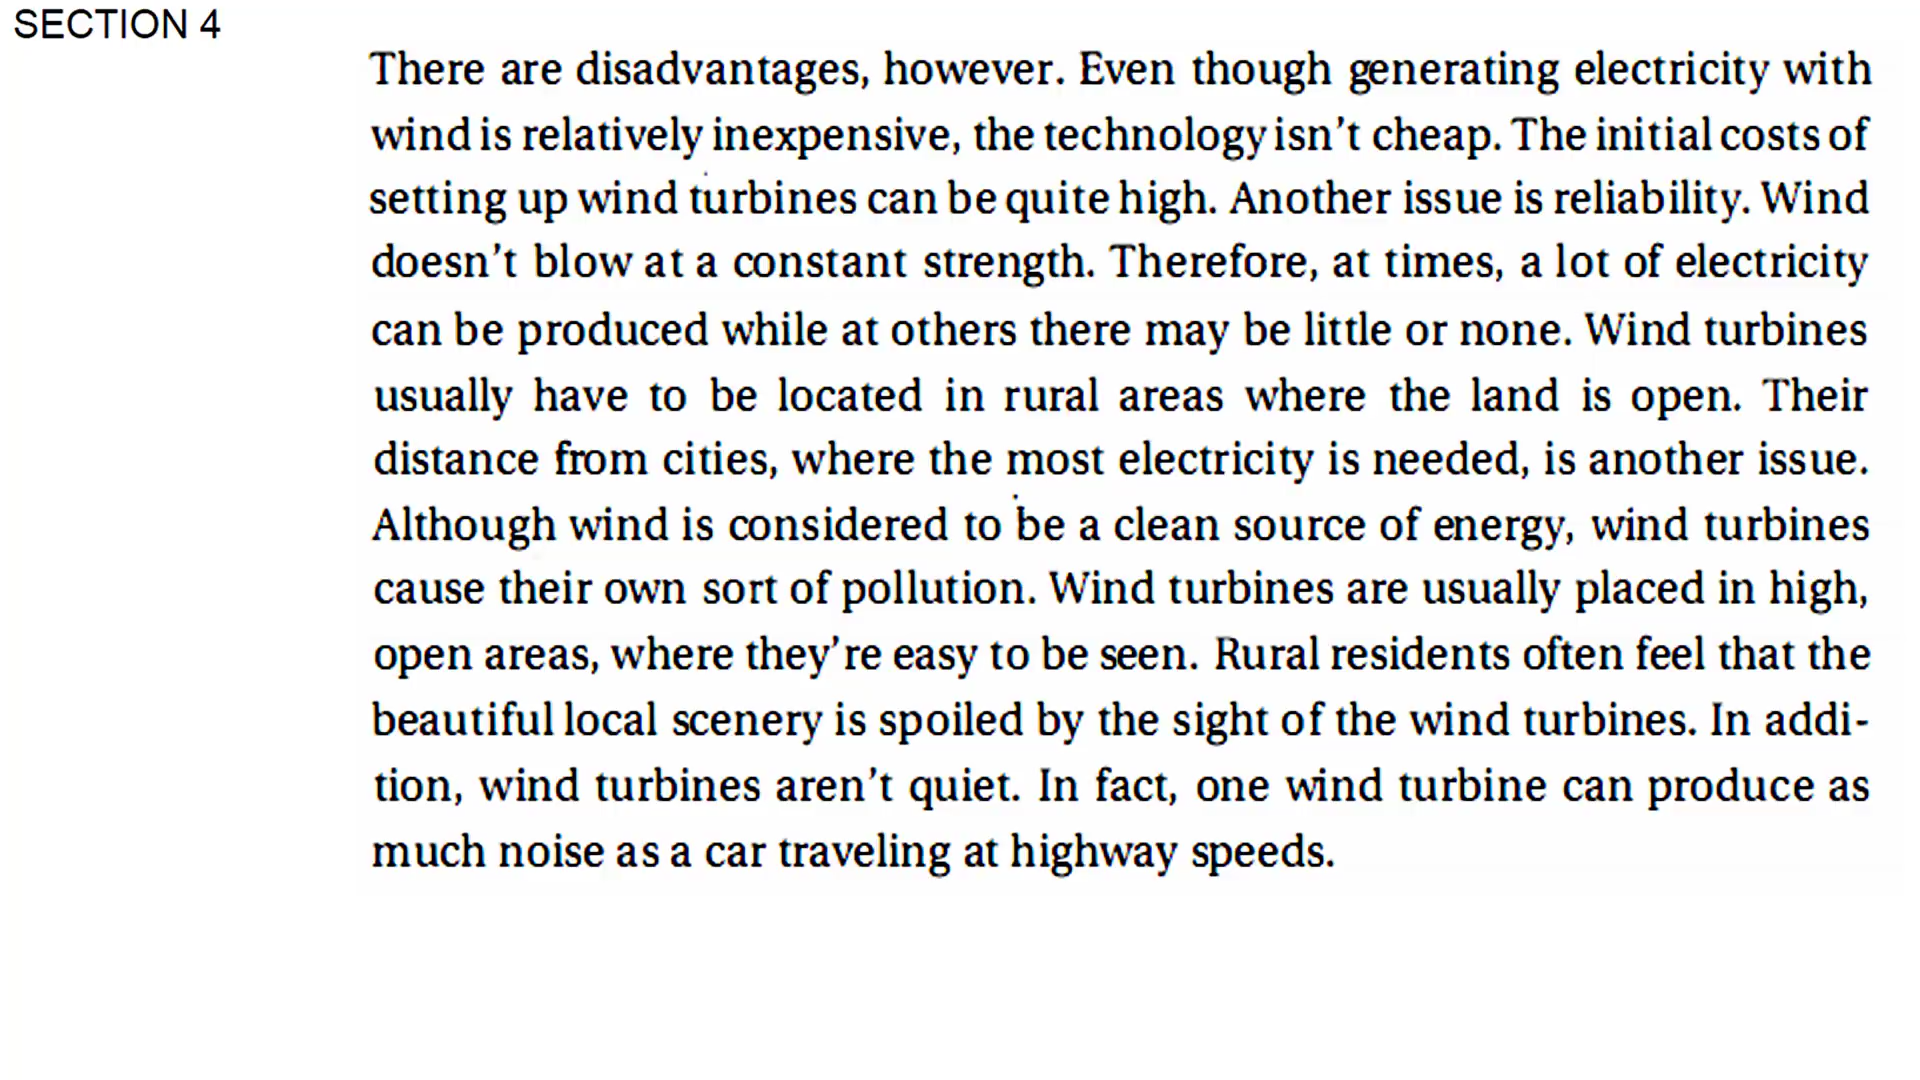 SECTION 4
There are disadvantages, however. Even though generating electricity with
wind is relatively inexpensive, the technology isn't cheap. The initial costs of
setting up wind turbines can be quite high. Another issue is reliability. Wind
doesn't blow at a constant strength. Therefore, at times, a lot of electricity
can be produced while at others there may be little or none. Wind turbines
usually have to be located in rural areas where the land is open. Their
distance from cities, where the most electricity is needed, is another issue.
Although wind is considered to be a clean source of energy, wind turbines
cause their own sort of pollution. Wind turbines are usually placed in high,
open areas, where they're easy to be seen. Rural residents often feel that the
beautiful local scenery is spoiled by the sight of the wind turbines. In addi-
tion, wind turbines aren't quiet. In fact, one wind turbine can produce as
much noise as a car traveling at highway speeds.